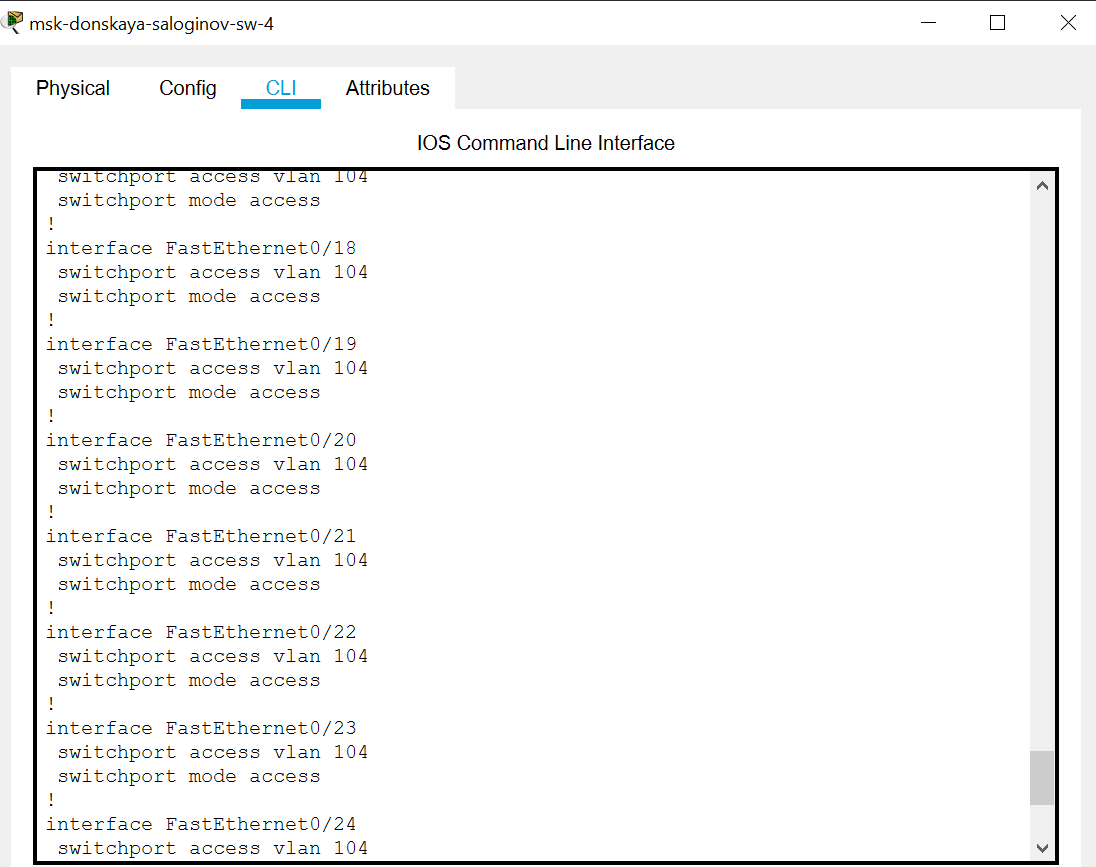 msk-donskaya-saloginov-sw-4
Physical Config CLI Attributes
IOS Command Line Interface
switchport access vlan 104
switchport mode access
!
interface FastEthernet0/18
switchport access vlan 104
switchport mode access
!
interface FastEthernet0/19
switchport access vlan 104
switchport mode access
!
interface FastEthernet0/20
switchport access vlan 104
switchport mode access
!
interface FastEthernet0/21
switchport access vlan 104
switchport mode access
!
interface FastEthernet0/22
switchport access vlan 104
switchport mode access
!
interface FastEthernet0/23
switchport access vlan 104
switchport mode access
!
interface FastEthernet0/24
switchport access vlan 104